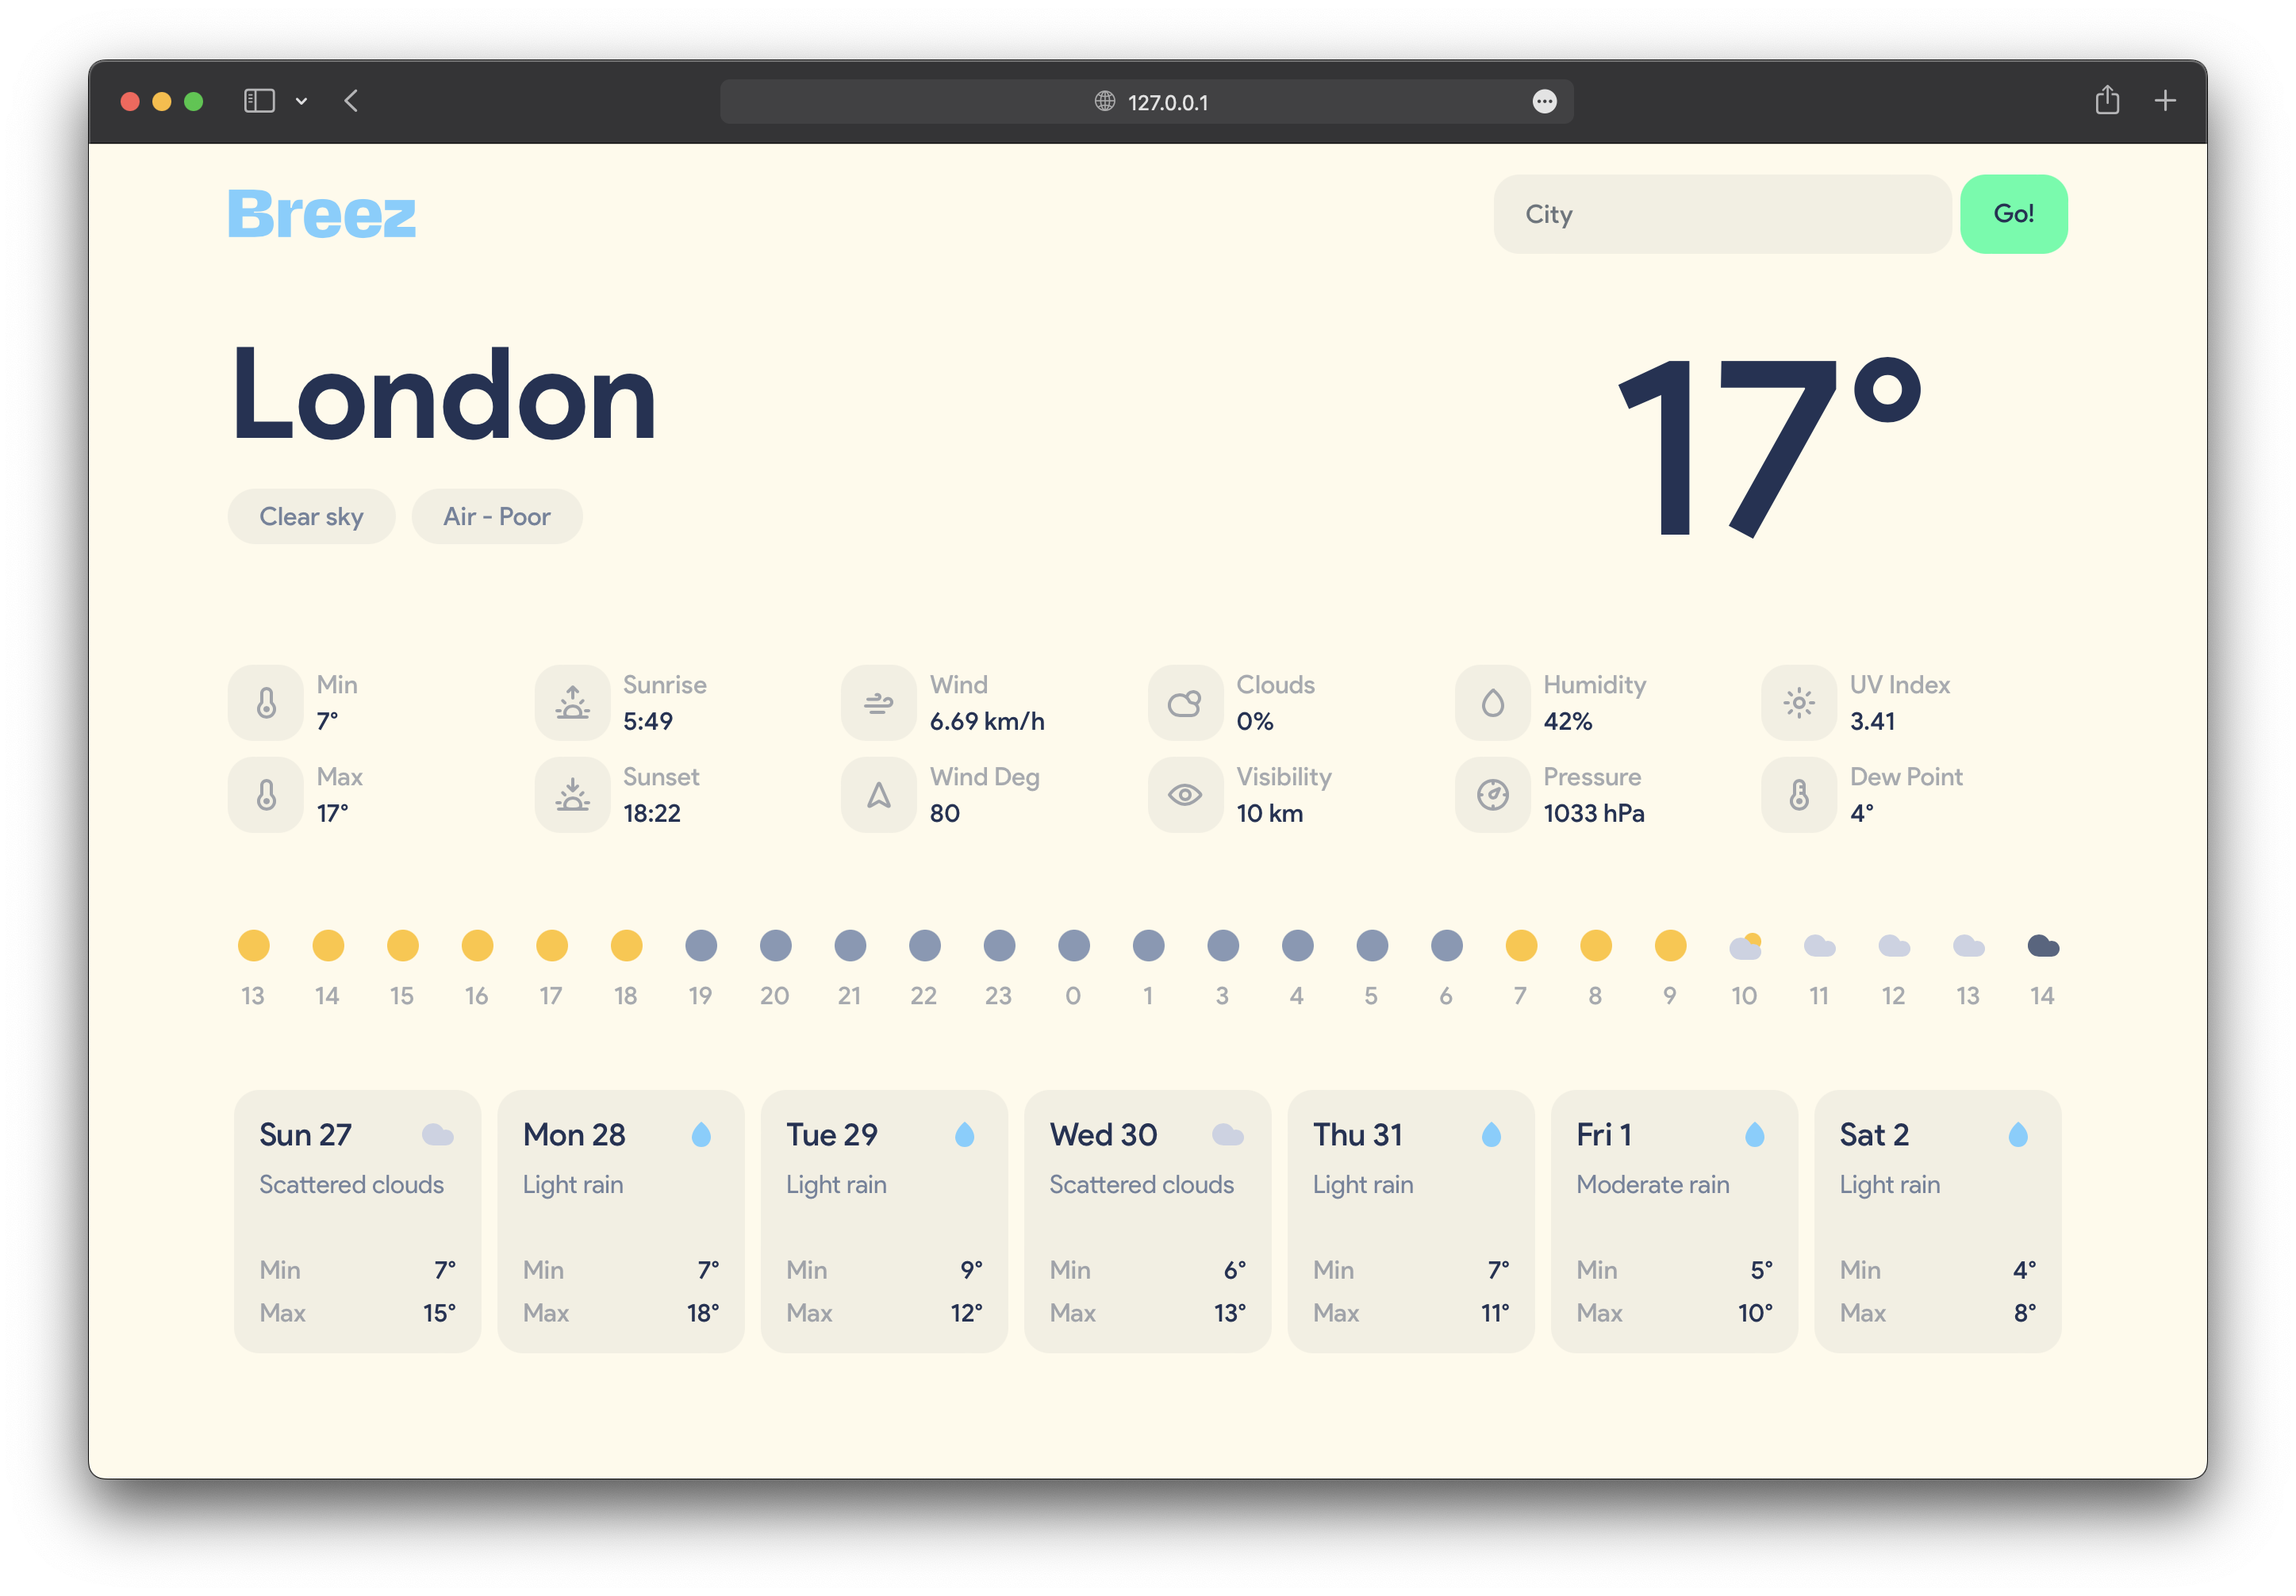 127.0.0.1
Breez
City
Go!
London
17°
Clear sky
Air - Poor
Min
7°
Sunrise
5:49
Wind
6.69 km/h
Clouds
0%
Humidity
42%
UV Index
3.41
Max
17°
Sunset
18:22
Wind Deg
80
Visibility
10 km
Pressure
1033 hPa
Dew Point
4°
13 14 15 16 17 18 19 20 21 22 23 0 1 3 4 5 6 7 8 9 10 11 12 13 14
Sun 27
Scattered clouds
Min 7°
Max 15°
Mon 28
Light rain
Min 7°
Max 18°
Tue 29
Light rain
Min 9°
Max 12°
Wed 30
Scattered clouds
Min 6°
Max 13°
Thu 31
Light rain
Min 7°
Max 11°
Fri 1
Moderate rain
Min 5°
Max 10°
Sat 2
Light rain
Min 4°
Max 8°